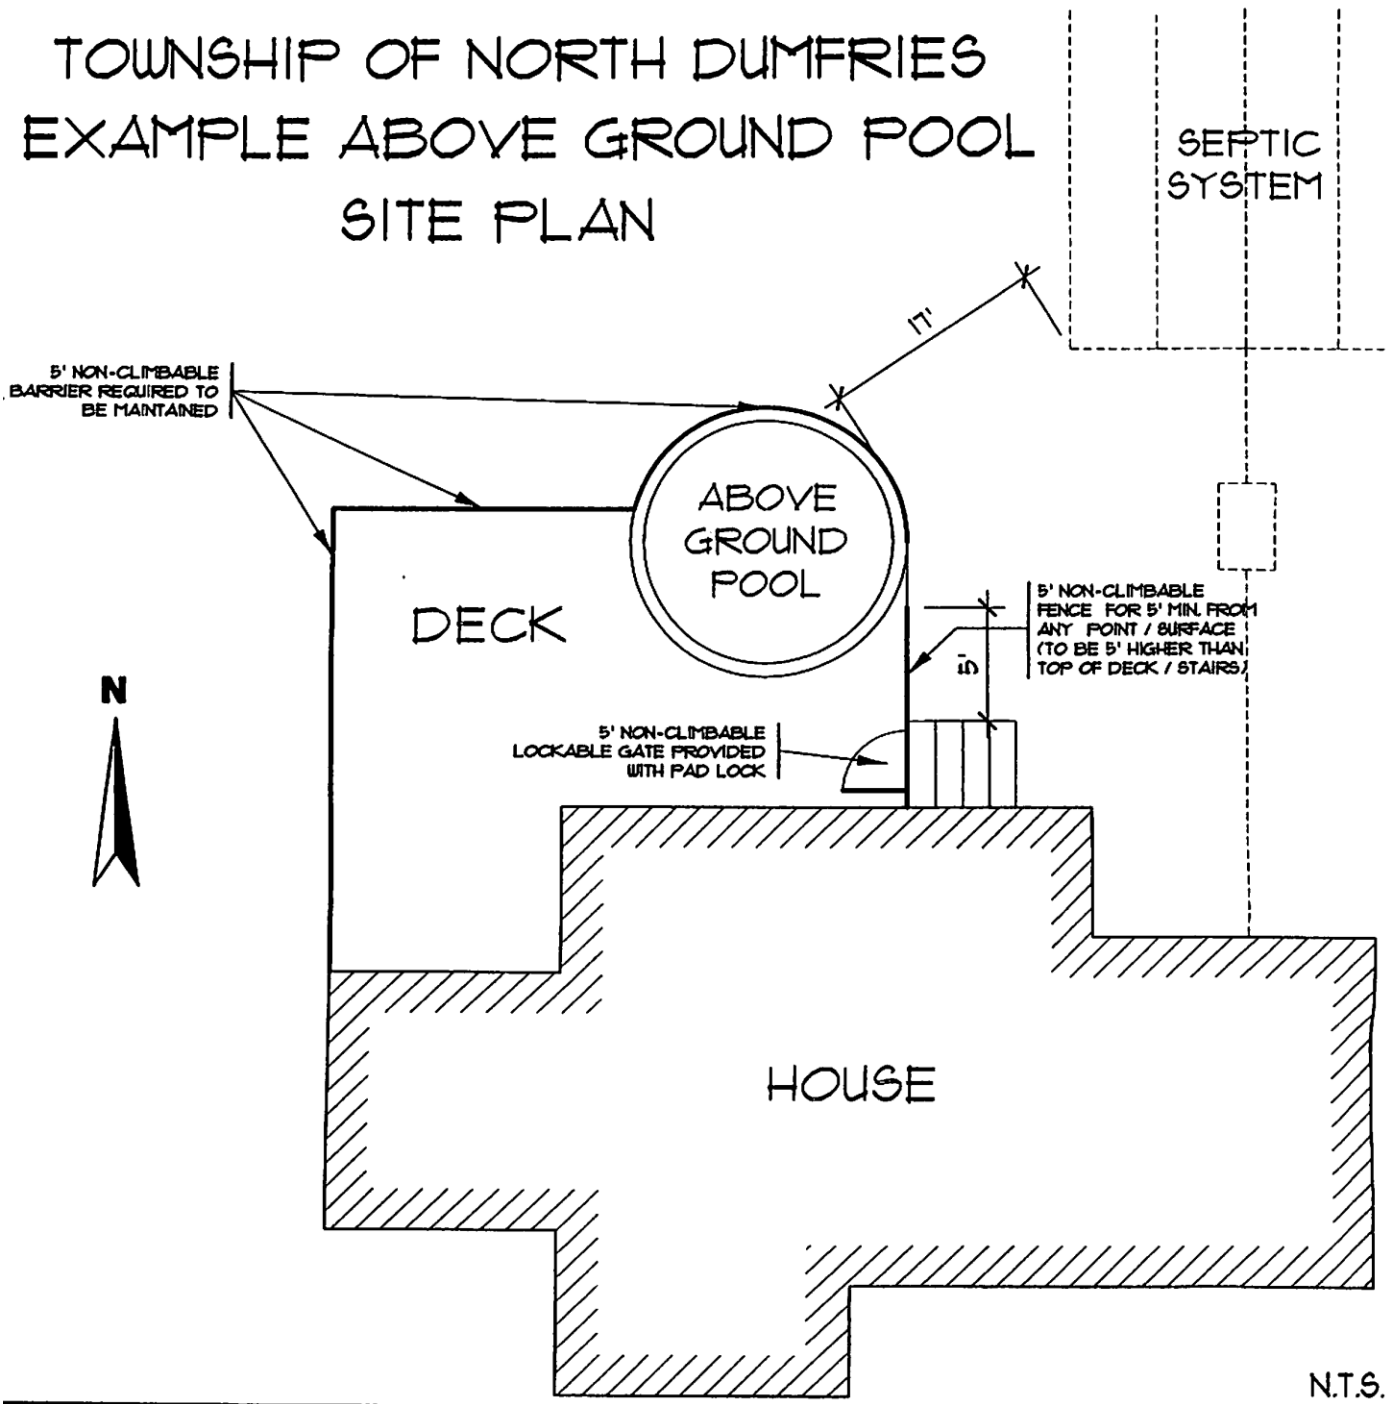 TOWNSHIP OF NORTH DUMFRIES
EXAMPLE ABOVE GROUND POOL
SITE PLAN
SEPTIC
SYSTEM
17'
5' NON-CLIMBABLE
BARRIER REQUIRED TO
BE MAINTAINED
ABOVE
GROUND
POOL
DECK
5' NON-CLIMBABLE
FENCE FOR 5' MIN. FROM
ANY POINT / SURFACE
(TO BE 5' HIGHER THAN
TOP OF DECK / STAIRS)
5'
N
5' NON-CLIMBABLE
LOCKABLE GATE PROVIDED
WITH PAD LOCK
HOUSE
N.T.S.